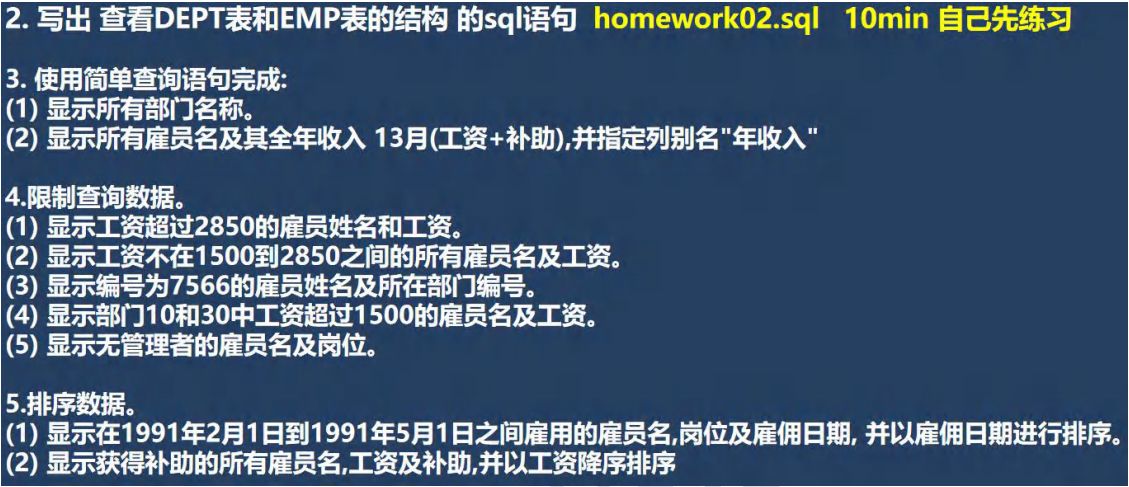 2. 写出 查看DEPT表和EMP表的结构 的sql语句 homework02.sql 10min 自己先练习
3. 使用简单查询语句完成:
(1) 显示所有部门名称。
(2) 显示所有雇员名及其全年收入 13月(工资+补助),并指定列别名"年收入"
4.限制查询数据。
(1) 显示工资超过2850的雇员姓名和工资。
(2) 显示工资不在1500到2850之间的所有雇员名及工资。
(3) 显示编号为7566的雇员姓名及所在部门编号。
(4) 显示部门10和30中工资超过1500的雇员名及工资。
(5) 显示无管理者的雇员名及岗位。
5.排序数据。
(1) 显示在1991年2月1日到1991年5月1日之间雇用的雇员名,岗位及雇佣日期, 并以雇佣日期进行排序。
(2) 显示获得补助的所有雇员名,工资及补助,并以工资降序排序